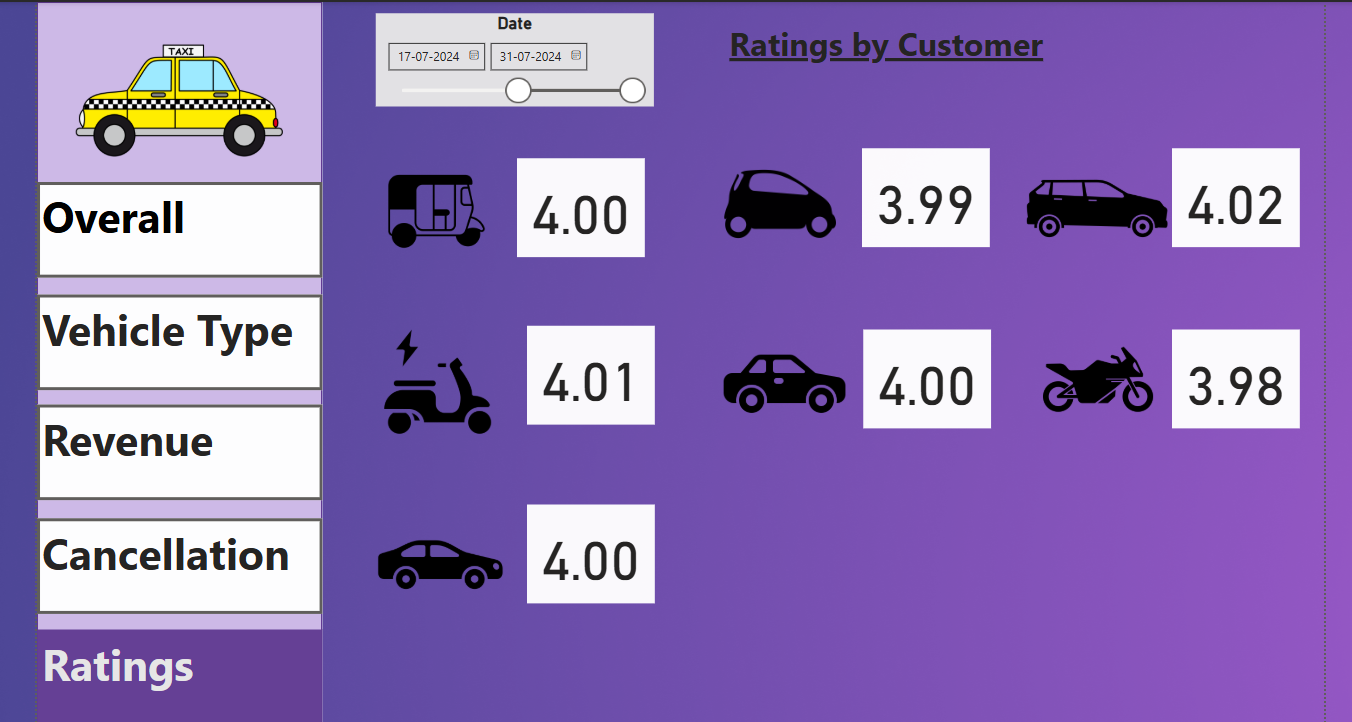 TAXI
Overall
Vehicle Type
Revenue
Cancellation
Ratings
Date
17-07-2024 31-07-2024
Ratings by Customer
4.00 3.99 4.02
4.01 4.00 3.98
4.00